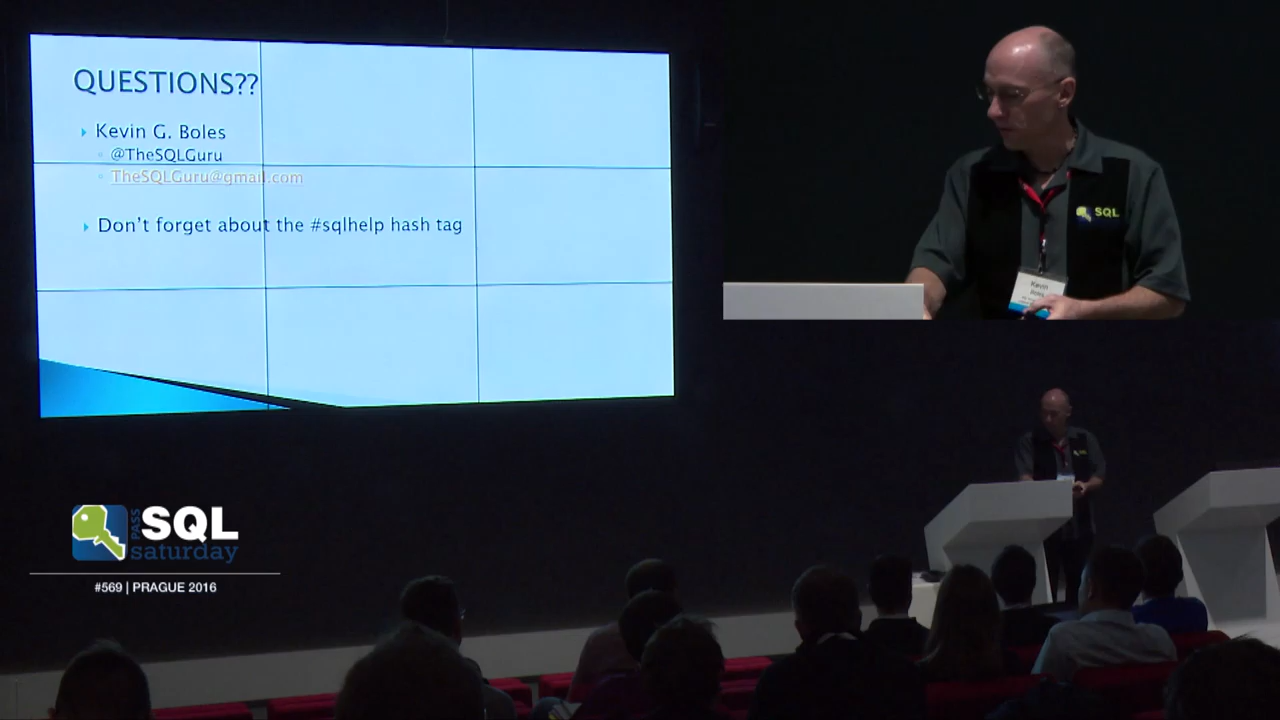 QUESTIONS??
Kevin G. Boles
@TheSQLGuru
TheSQLGuru@gmail.com
Don't forget about the #sqlhelp hash tag
SQL
Kevin
PASS
SQL
saturday
#569 | PRAGUE 2016